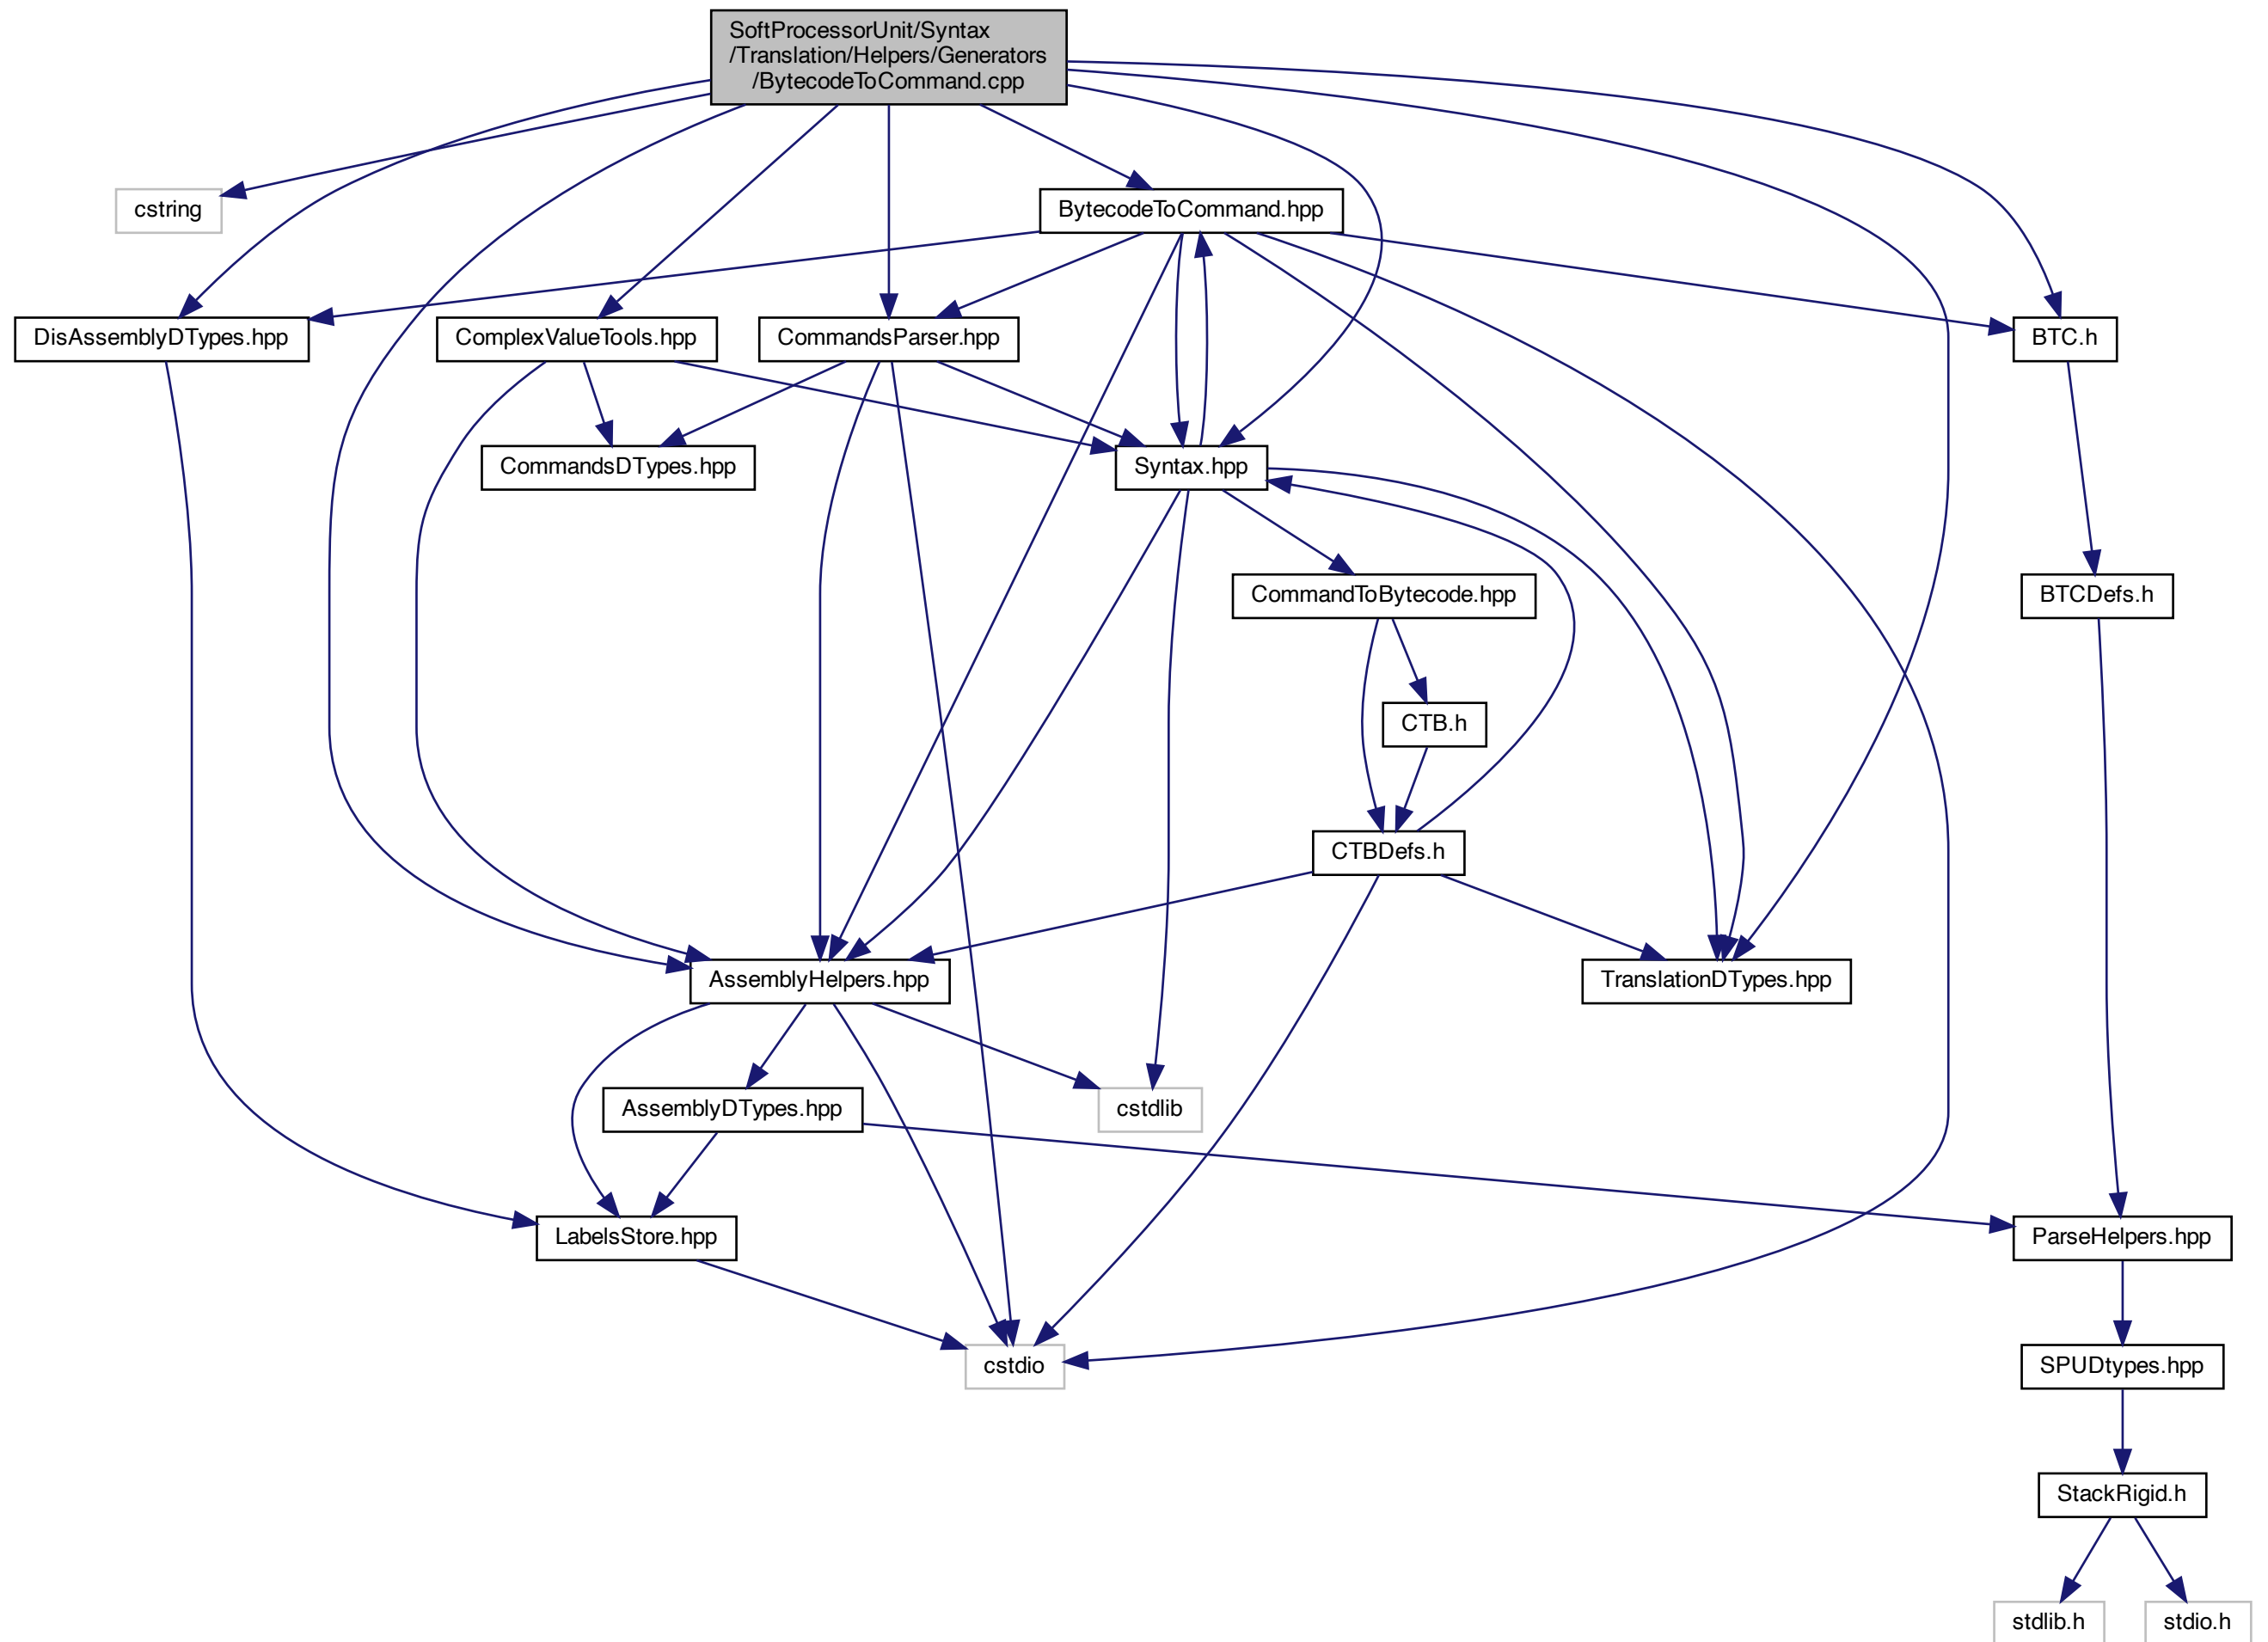 SoftProcessorUnit/Syntax
/Translation/Helpers/Generators
/BytecodeToCommand.cpp
cstring
BytecodeToCommand.hpp
DisAssemblyDTypes.hpp
ComplexValueTools.hpp
CommandsParser.hpp
BTC.h
CommandsDTypes.hpp
Syntax.hpp
CommandToBytecode.hpp
BTCDefs.h
CTB.h
CTBDefs.h
AssemblyHelpers.hpp
TranslationDTypes.hpp
AssemblyDTypes.hpp
cstdlib
LabelsStore.hpp
ParseHelpers.hpp
cstdio
SPUDtypes.hpp
StackRigid.h
stdlib.h
stdio.h